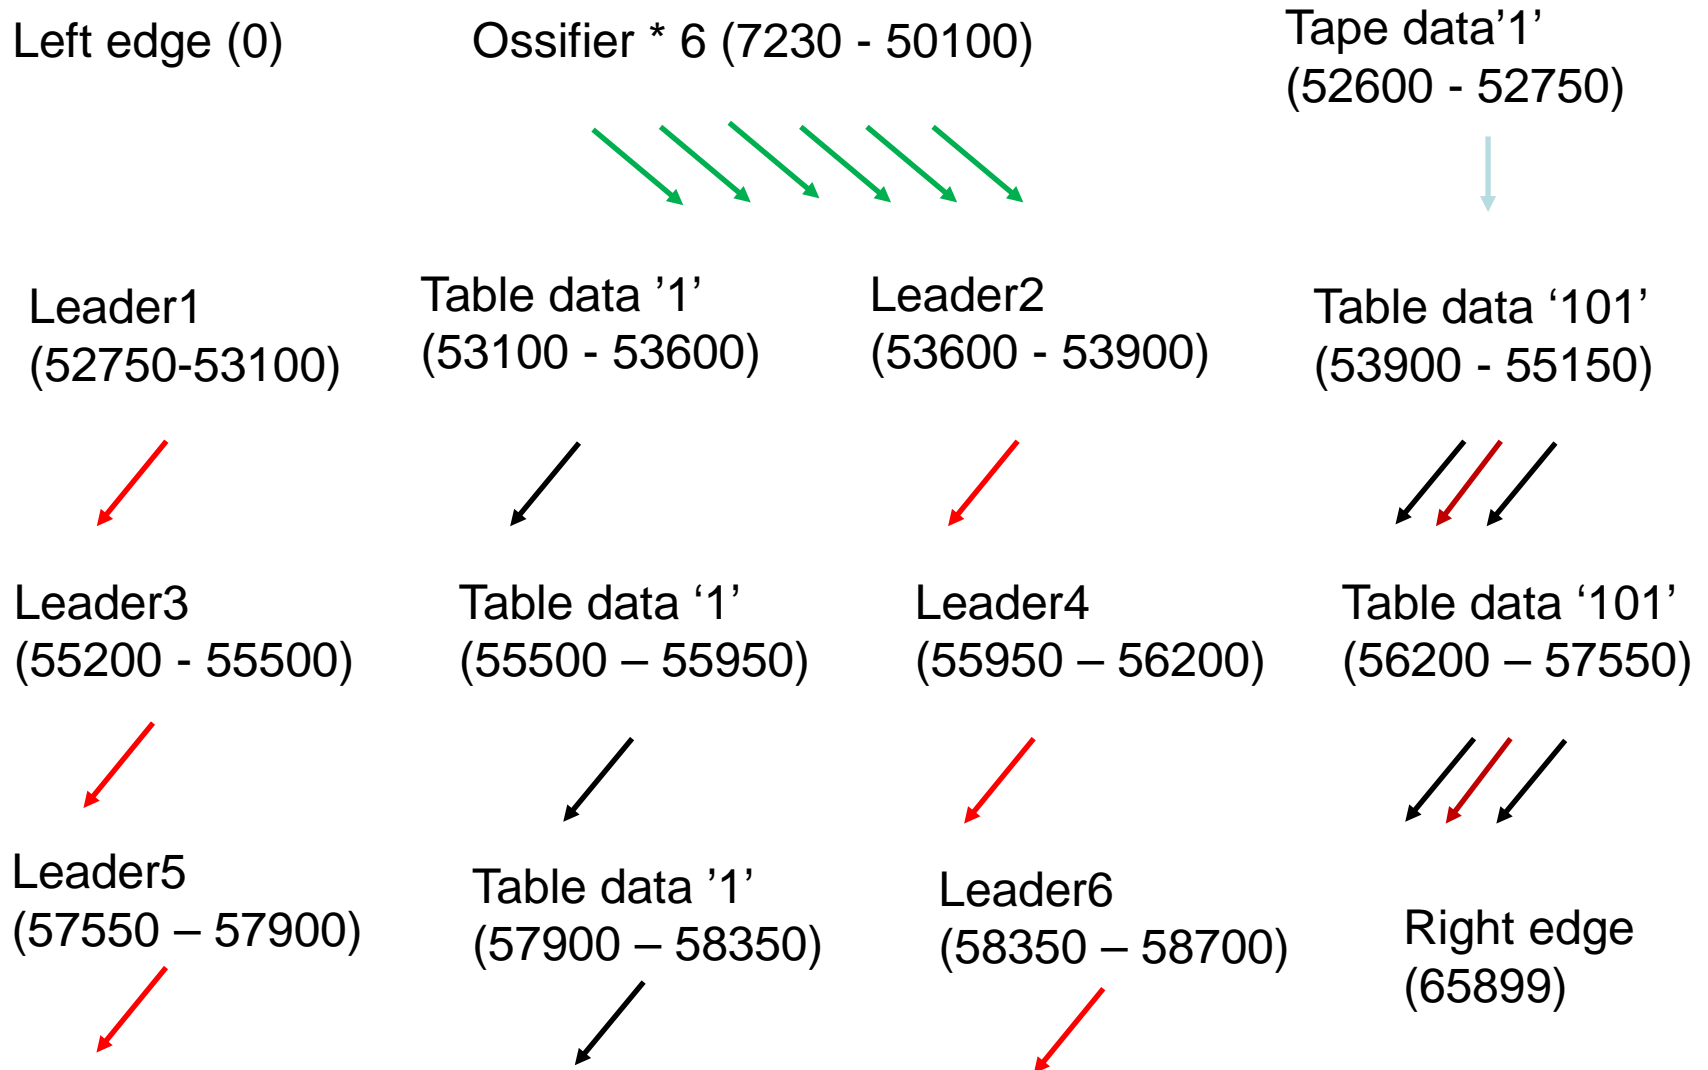 Left edge (0)
Ossifier * 6 (7230 - 50100)
Tape data’1’
(52600 - 52750)
Leader1
(52750-53100)
Table data ’1’
(53100 - 53600)
Leader2
(53600 - 53900)
Table data ‘101’
(53900 - 55150)
Leader3
(55200 - 55500)
Table data ‘1’
(55500 – 55950)
Leader4
(55950 – 56200)
Table data ‘101’
(56200 – 57550)
Leader5
(57550 – 57900)
Table data ’1’
(57900 – 58350)
Leader6
(58350 – 58700)
Right edge
(65899)